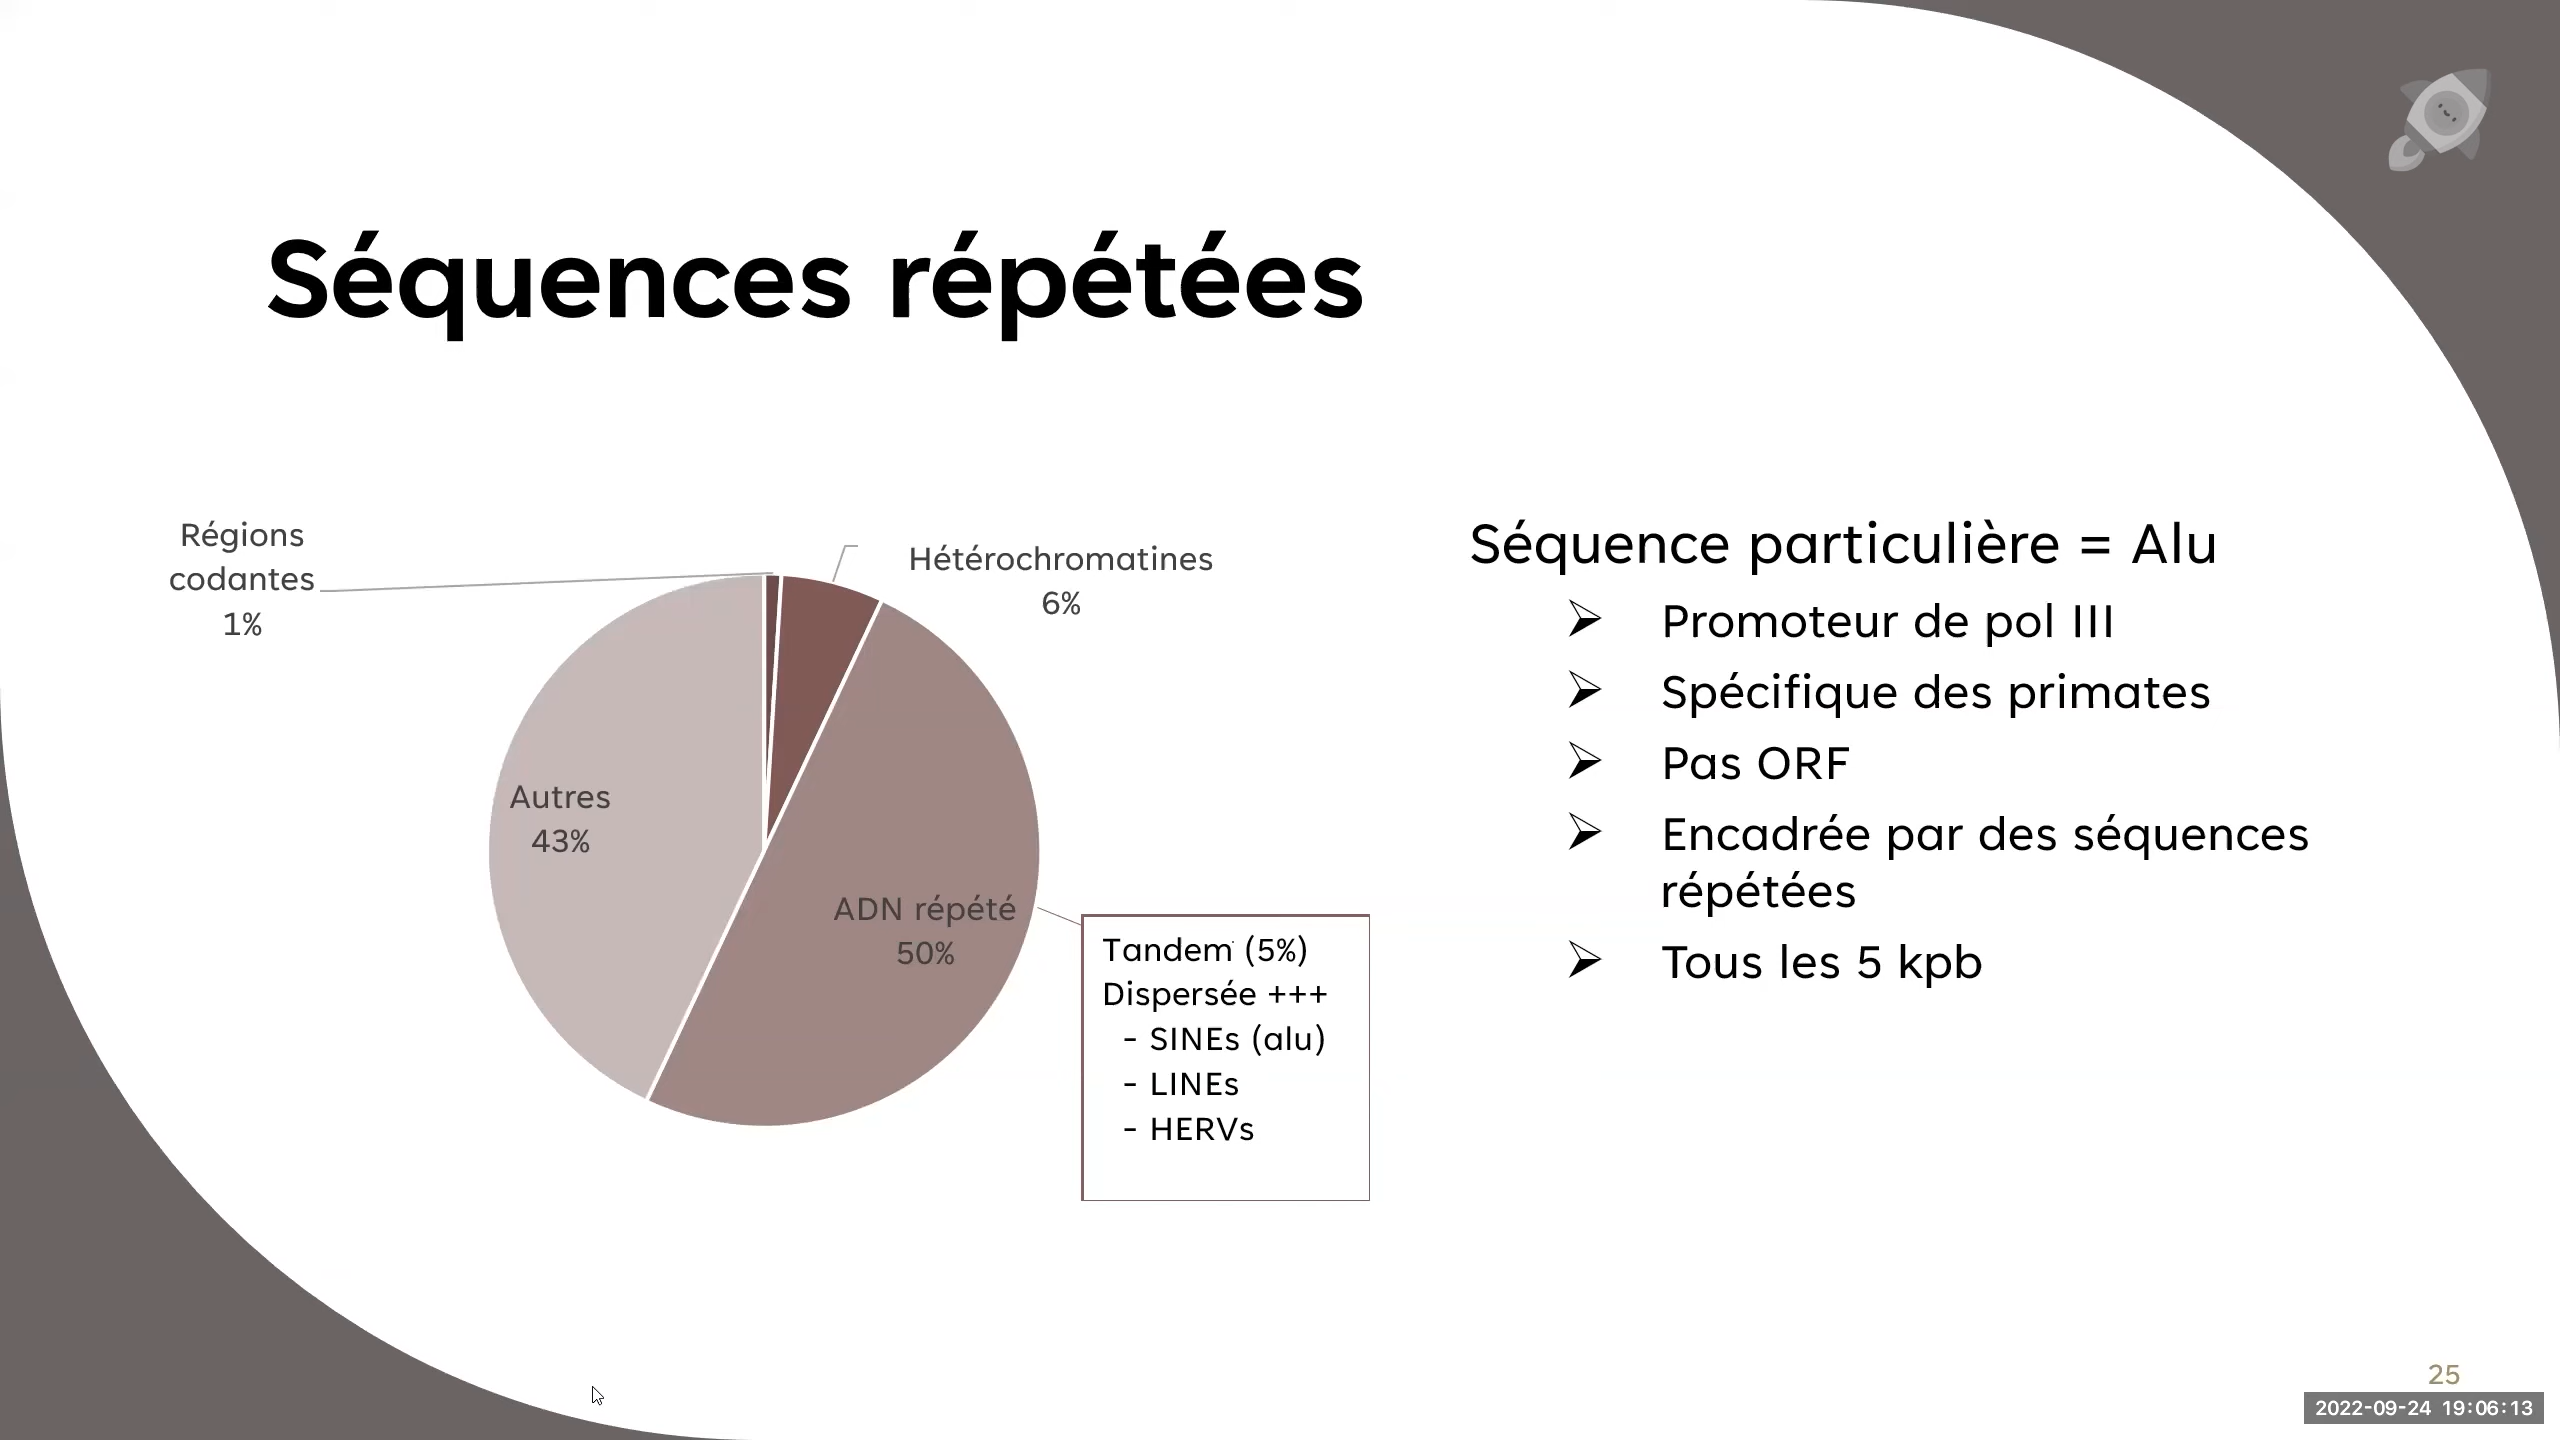 Séquences répétées
Régions
codantes
1%
Hétérochromatines
6%
Autres
43%
ADN répété
50%
Tandem (5%)
Dispersée +++
- SINEs (alu)
- LINEs
- HERVs
Séquence particulière = Alu
➢ Promoteur de pol III
➢ Spécifique des primates
➢ Pas ORF
➢ Encadrée par des séquences
répétées
➢ Tous les 5 kpb
25
2022-09-24 19:06:13